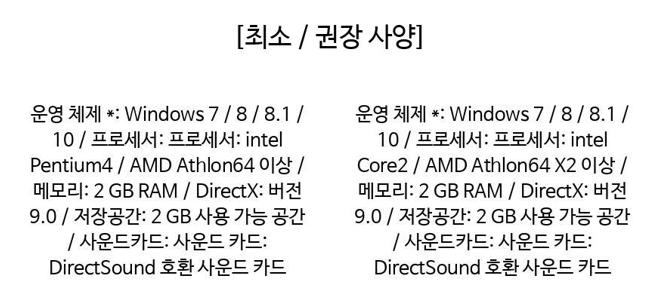 [최소 / 권장 사양]
운영 체제 *: Windows 7 / 8 / 8.1 /
10 / 프로세서: 프로세서: intel
Pentium4 / AMD Athlon64 이상 /
메모리: 2 GB RAM / DirectX: 버전
9.0 / 저장공간: 2 GB 사용 가능 공간
/ 사운드카드: 사운드 카드:
DirectSound 호환 사운드 카드
운영 체제 *: Windows 7 / 8 / 8.1 /
10 / 프로세서: 프로세서: intel
Core2 / AMD Athlon64 X2 이상 /
메모리: 2 GB RAM / DirectX: 버전
9.0 / 저장공간: 2 GB 사용 가능 공간
/ 사운드카드: 사운드 카드:
DirectSound 호환 사운드 카드